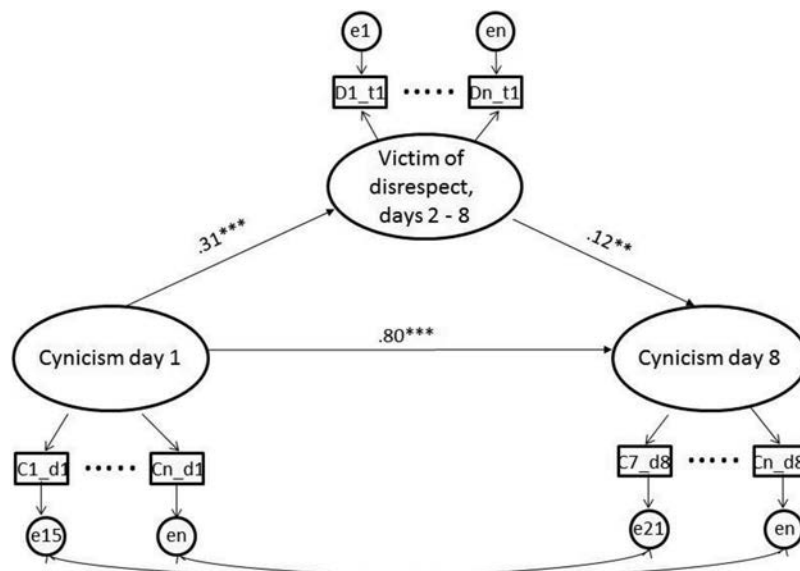 e1 en
D1_t1 ••••• Dn_t1
Victim of
disrespect,
days 2 - 8
.31***
.12**
Cynicism day 1
.80***
Cynicism day 8
C1_d1 ••••• Cn_d1
C7_d8 ••••• Cn_d8
e15 en
e21 en